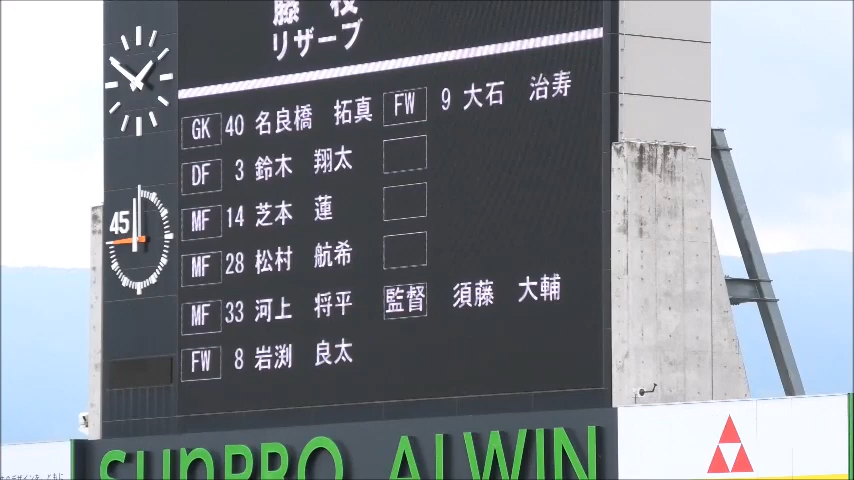 藤枝
リザーブ
GK 40 名良橋 拓真 FW 9 大石 治寿
DF 3 鈴木 翔太
MF 14 芝本 蓮
MF 28 松村 航希
MF 33 河上 将平 監督 須藤 大輔
FW 8 岩渕 良太
45
SUNPRO ALWIN